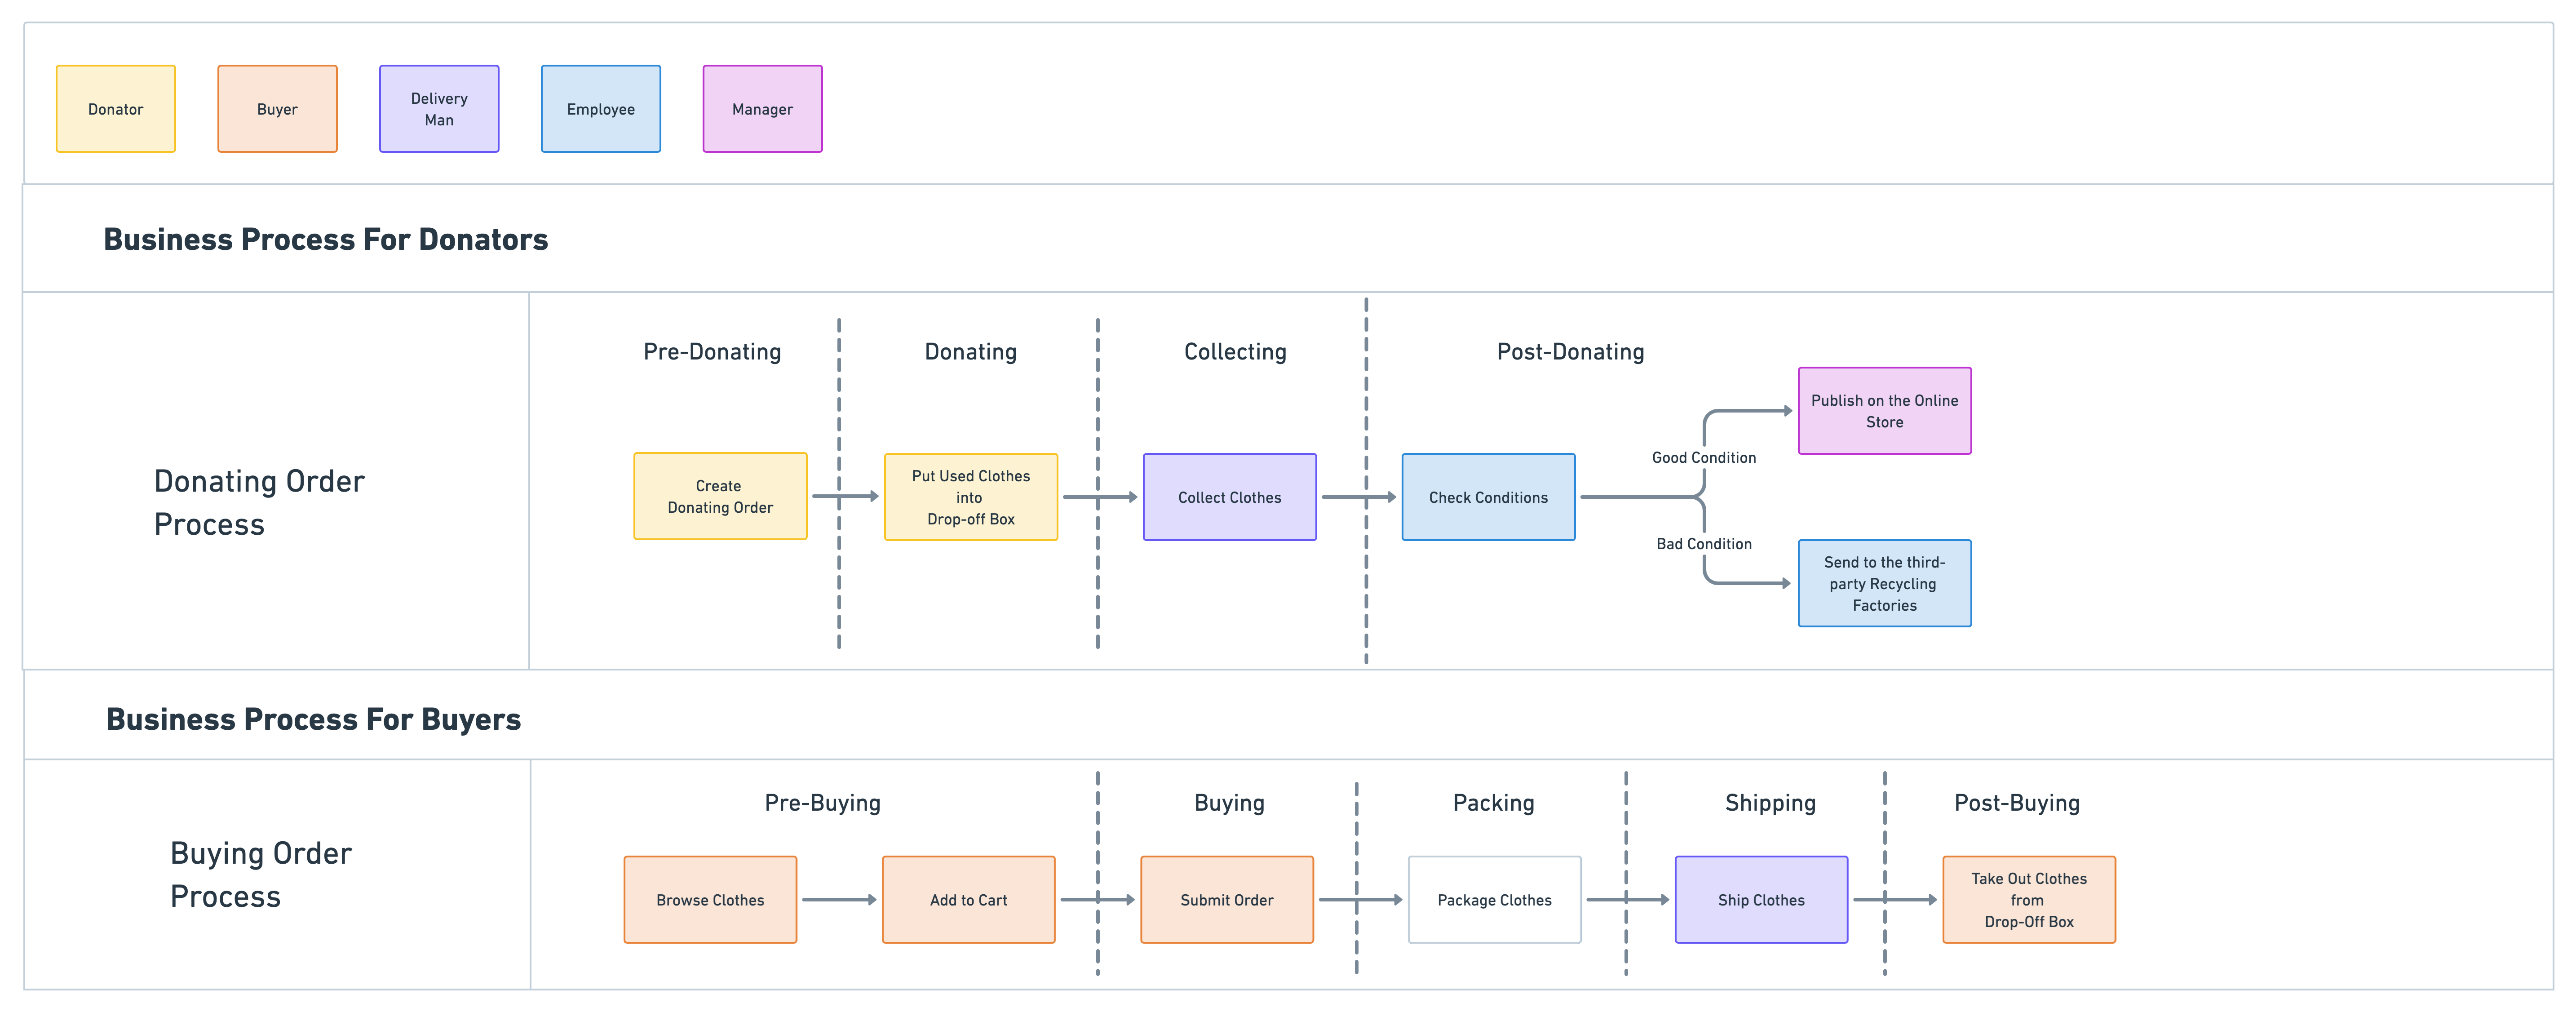 Donator
Buyer
Delivery
Man
Employee
Manager
Business Process For Donators
Donating Order
Process
Pre-Donating
Donating
Collecting
Post-Donating
Create
Donating Order
Put Used Clothes
into
Drop-off Box
Collect Clothes
Check Conditions
Good Condition
Bad Condition
Publish on the Online
Store
Send to the third-
party Recycling
Factories
Business Process For Buyers
Buying Order
Process
Pre-Buying
Buying
Packing
Shipping
Post-Buying
Browse Clothes
Add to Cart
Submit Order
Package Clothes
Ship Clothes
Take Out Clothes
from
Drop-Off Box